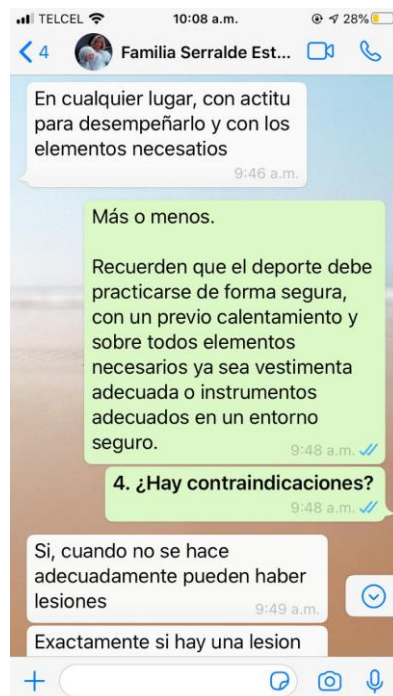 TELCEL 10:08 a.m. 28%
4 Familia Serralde Est...
En cualquier lugar, con actitu
para desempeñarlo y con los
elementos necesatios
9:46 a.m.
Más o menos.
Recuerden que el deporte debe
practicarse de forma segura,
con un previo calentamiento y
sobre todos elementos
necesarios ya sea vestimenta
adecuada o instrumentos
adecuados en un entorno
seguro.
9:48 a.m.
4. ¿Hay contraindicaciones?
9:48 a.m.
Si, cuando no se hace
adecuadamente pueden haber
lesiones
9:49 a.m.
Exactamente si hay una lesion